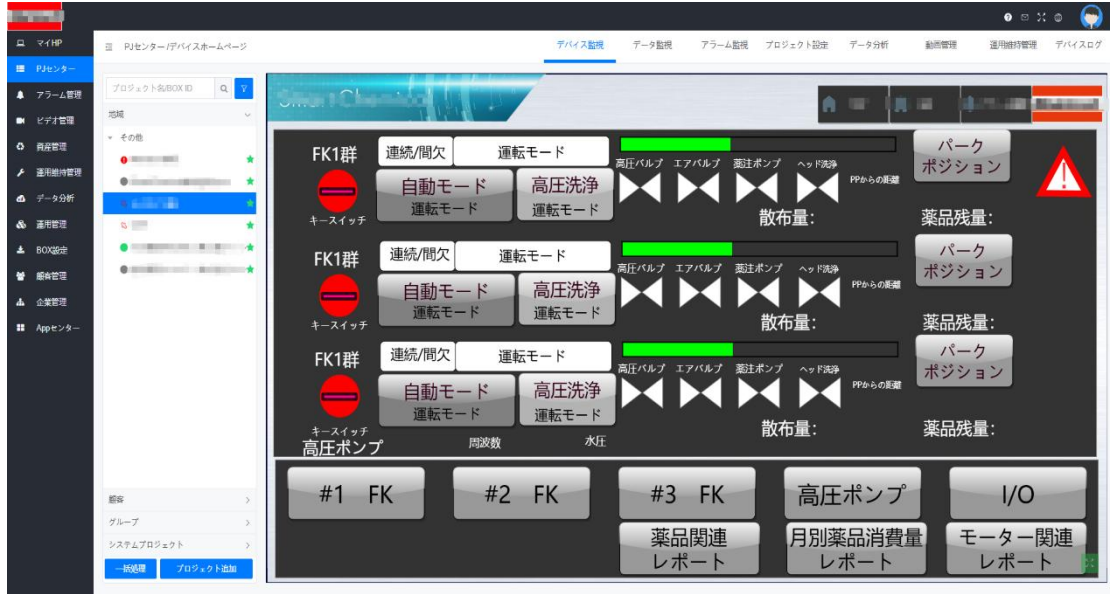 マイHP
PJセンター
アラーム管理
ビデオ管理
資産管理
運用維持管理
データ分析
運用管理
BOX設定
顧客管理
企業管理
Appセンター
PJセンター/デバイスホームページ
デバイス監視 データ監視 アラーム監視 プロジェクト設定 データ分析 動画管理 運用維持管理 デバイスログ
プロジェクト名/BOX ID
地域
その他
顧客
グループ
システムプロジェクト
一括処理 プロジェクト追加
FK1群 連続/間欠 運転モード
高圧バルブ エアバルブ 薬注ポンプ ヘッド洗浄
PPからの距離
パーク
ポジション
自動モード 高圧洗浄
運転モード 運転モード
キースイッチ
散布量: 薬品残量:
FK1群 連続/間欠 運転モード
高圧バルブ エアバルブ 薬注ポンプ ヘッド洗浄
PPからの距離
パーク
ポジション
自動モード 高圧洗浄
運転モード 運転モード
キースイッチ
散布量: 薬品残量:
FK1群 連続/間欠 運転モード
高圧バルブ エアバルブ 薬注ポンプ ヘッド洗浄
PPからの距離
パーク
ポジション
自動モード 高圧洗浄
運転モード 運転モード
キースイッチ
散布量: 薬品残量:
高圧ポンプ 周波数 水圧
#1 FK #2 FK #3 FK 高圧ポンプ I/O
薬品関連
レポート
月別薬品消費量
レポート
モーター関連
レポート